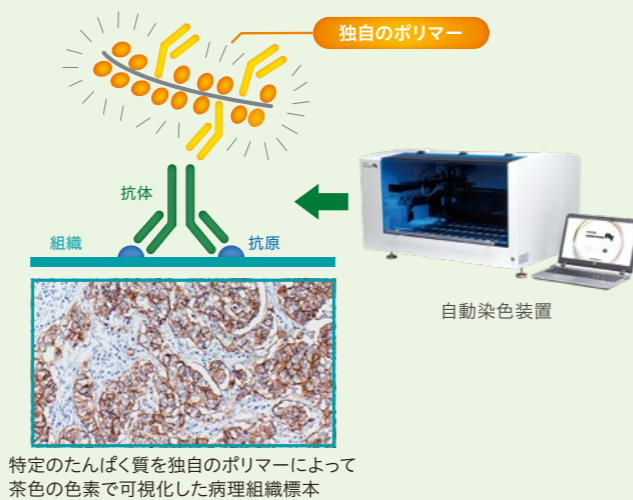 独自のポリマー
抗体
組織
抗原
自動染色装置
特定のたんぱく質を独自のポリマーによって
茶色の色素で可視化した病理組織標本